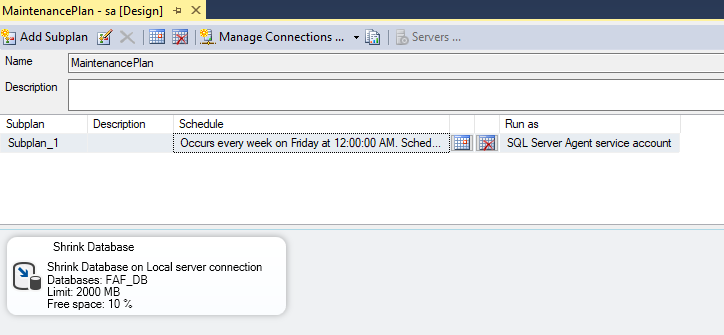 MaintenancePlan - sa [Design]
Add Subplan Manage Connections ... Servers ...
Name MaintenancePlan
Description
Subplan Description Schedule Run as
Subplan_1 Occurs every week on Friday at 12:00:00 AM. Sched... SQL Server Agent service account
Shrink Database
Shrink Database on Local server connection
Databases: FAF_DB
Limit: 2000 MB
Free space: 10 %